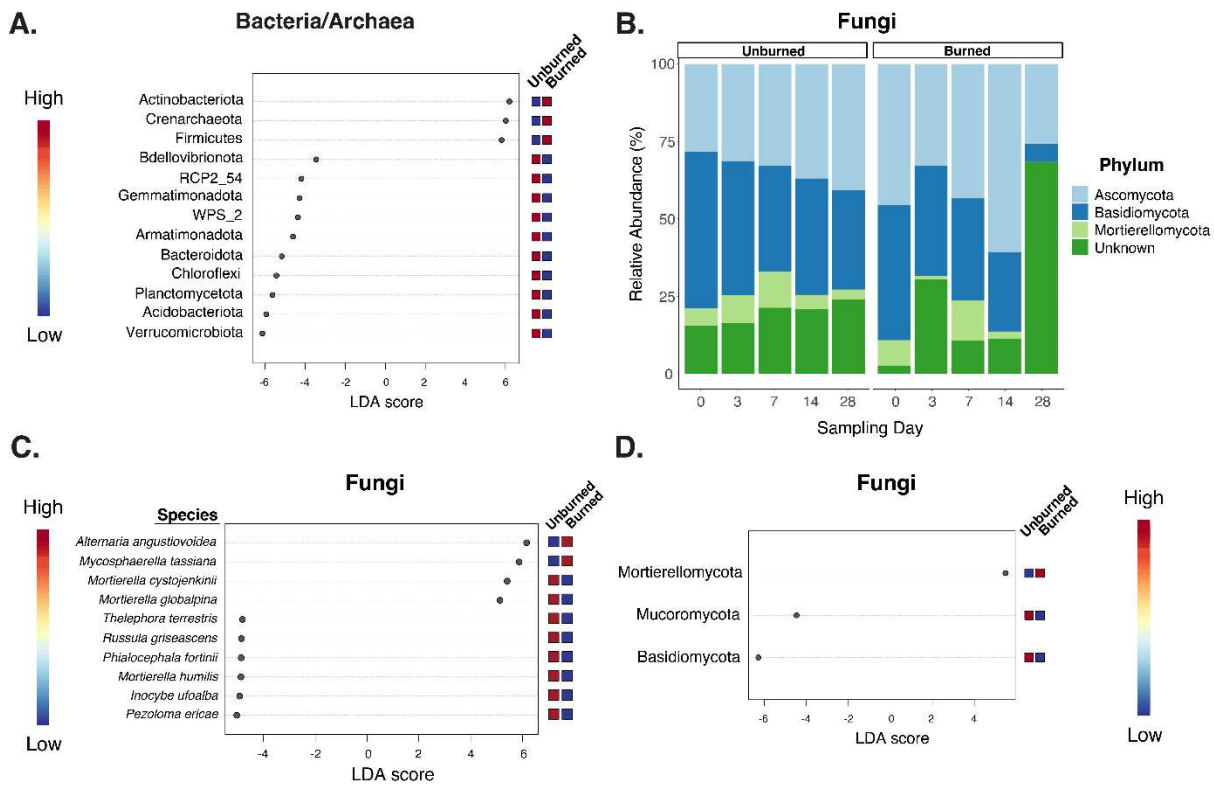 A.
Bacteria/Archaea
High
Low
Unburned
Burned
Actinobacteriota
Crenarchaeota
Firmicutes
Bdellovibrionota
RCP2_54
Gemmatimonadota
WPS_2
Armatimonadota
Bacteroidota
Chloroflexi
Planctomycetota
Acidobacteriota
Verrucomicrobiota
-6 -4 -2 0 2 4 6
LDA score
B.
Fungi
Unburned Burned
Relative Abundance (%)
100
75
50
25
0
0 3 7 14 28 0 3 7 14 28
Sampling Day
Phylum
Ascomycota
Basidiomycota
Mortierellomycota
Unknown
C.
Fungi
High
Low
Species
Unburned
Burned
Alternaria angustiovoidea
Mycosphaerella tassiana
Mortierella cystojenkinii
Mortierella globalpina
Thelephora terrestris
Russula griseascens
Phialocephala fortinii
Mortierella humilis
Inocybe ufoalba
Pezoloma ericae
-4 -2 0 2 4 6
LDA score
D.
Fungi
Unburned
Burned
Mortierellomycota
Mucoromycota
Basidiomycota
-6 -4 -2 0 2 4
LDA score
High
Low